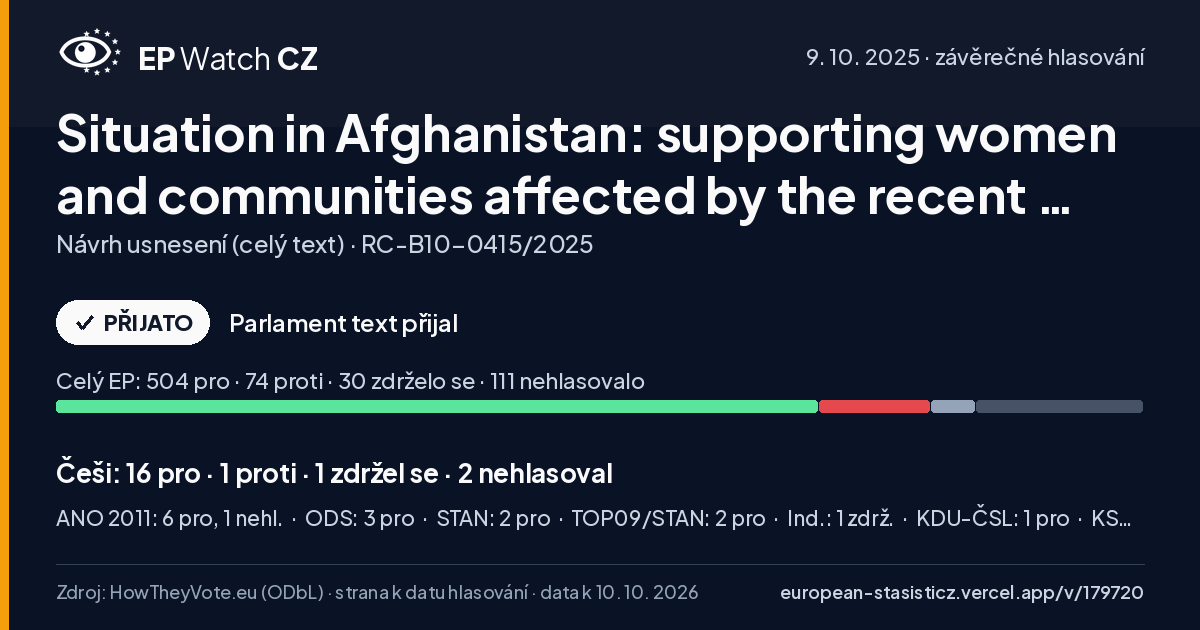 EP Watch CZ
9. 10. 2025 · závěrečné hlasování
Situation in Afghanistan: supporting women
and communities affected by the recent …
Návrh usnesení (celý text) · RC-B10-0415/2025
✓ PŘIJATO
Parlament text přijal
Celý EP: 504 pro · 74 proti · 30 zdrželo se · 111 nehlasovalo
Češi: 16 pro · 1 proti · 1 zdržel se · 2 nehlasoval
ANO 2011: 6 pro, 1 nehl. · ODS: 3 pro · STAN: 2 pro · TOP09/STAN: 2 pro · Ind.: 1 zdrž. · KDU-ČSL: 1 pro · KS…
Zdroj: HowTheyVote.eu (ODbL) · strana k datu hlasování · data k 10. 10. 2026
european-stasisticz.vercel.app/v/179720